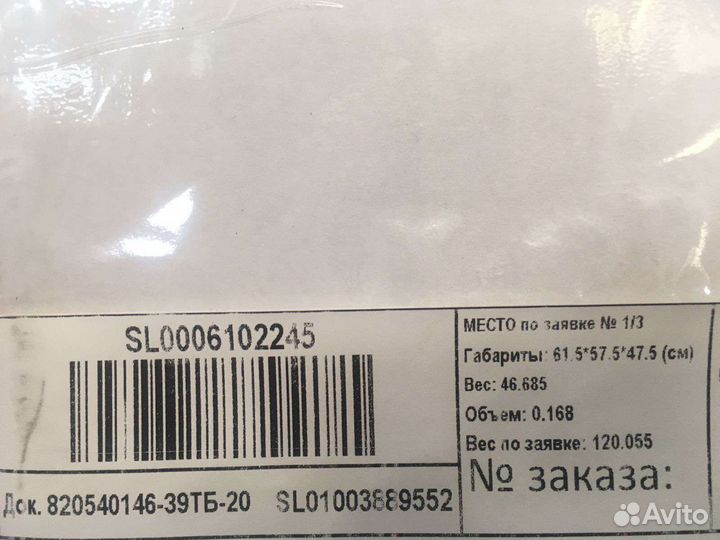 SL0006102245
Док. 820540146-39ТБ-20 SL01003889552
МЕСТО по заявке № 1/3
Габариты: 61.5*57.5*47.5 (см)
Вес: 46.685
Объем: 0.168
Вес по заявке: 120.055
№ заказа:
Avito